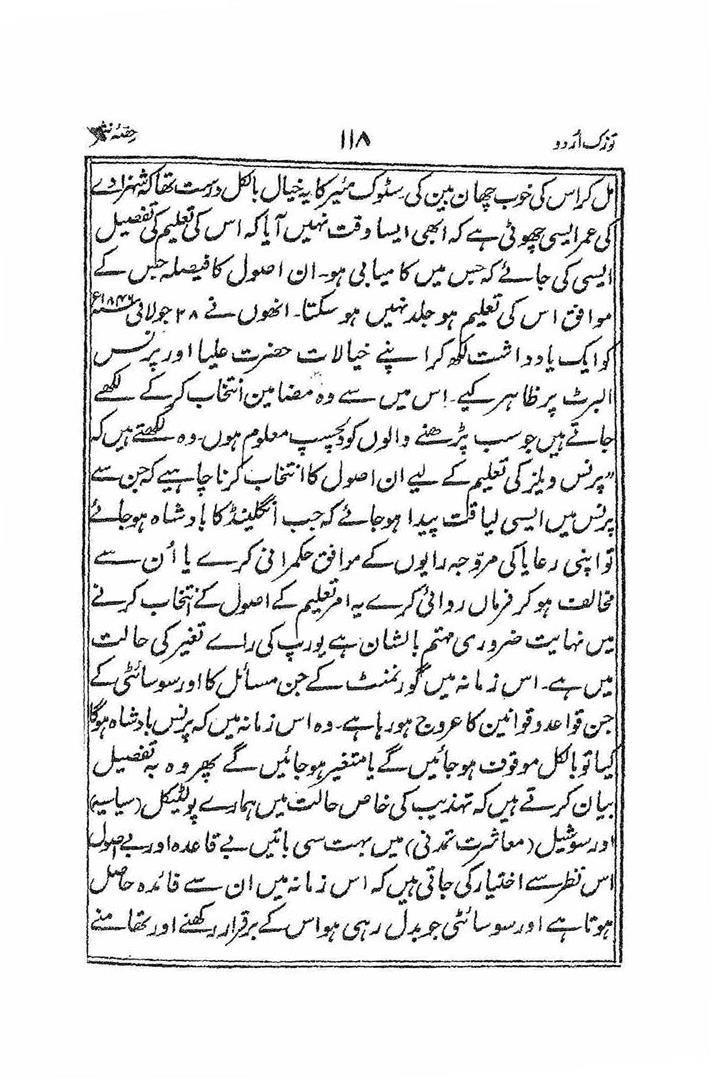 توزک اُردو ۱۱۸ حصّہ نثر
مل کر اس کی خوب چھان بین کی سٹوک میر کا یہ خیال بالکل درست تھا کہ شہزادے
کی عمر ایسی چھوٹی ہے کہ ابھی ایسا وقت نہیں آیا کہ اس کی تعلیم کی تفصیل
ایسی کی جائے کہ جس میں کامیابی ہو۔ ان اصول کا فیصلہ جس کے
موافق اس کی تعلیم ہو جلد نہیں ہو سکتا۔ انھوں نے ۲۸ جولائی ۱۸۴۶ء
کو ایک یادداشت لکھ کر اپنے خیالات حضرت علیا اور پرنس
البرٹ پر ظاہر کیے۔ اس میں سے وہ مضامین انتخاب کر کے لکھے
جاتے ہیں جو سب پڑھنے والوں کو دلچسپ معلوم ہوں۔ وہ لکھتے ہیں کہ
”پرنس ویلز کی تعلیم کے لیے ان اصول کا انتخاب کرنا چاہیے کہ جن سے
پرنس میں ایسی لیاقت پیدا ہو جائے کہ جب انگلینڈ کا بادشاہ ہو جائے
تو اپنی رعایا کی مروّجہ رایوں کے موافق حکمرانی کرے یا اُن سے
مخالف ہو کر فرماں روائی کرے یہ امر تعلیم کے اصول کے انتخاب کرنے
میں نہایت ضروری مہتم بالشان ہے یورپ کی راے تغیر کی حالت
میں ہے۔ اس زمانہ میں گورنمنٹ کے جن مسائل کا اور سوسائٹی کے
جن قواعد و قوانین کا عروج ہو رہا ہے۔ وہ اس زمانہ میں کہ پرنس بادشاہ ہوگا
کیا تو بالکل موقوف ہو جائیں گے یا متغیر ہو جائیں گے پھر وہ بہ تفصیل
بیان کرتے ہیں کہ تہذیب کی خاص حالت میں ہمارے پولٹیکل (سیاسیہ)
اور سوشیل (معاشرت تمدنی) میں بہت سی باتیں بے قاعدہ اور بے اصول
اس نظر سے اختیار کی جاتی ہیں کہ اس زمانہ میں ان سے فائدہ حاصل
ہوتا ہے اور سوسائٹی جو بدل رہی ہو اس کے برقرار رکھنے اور تھامنے